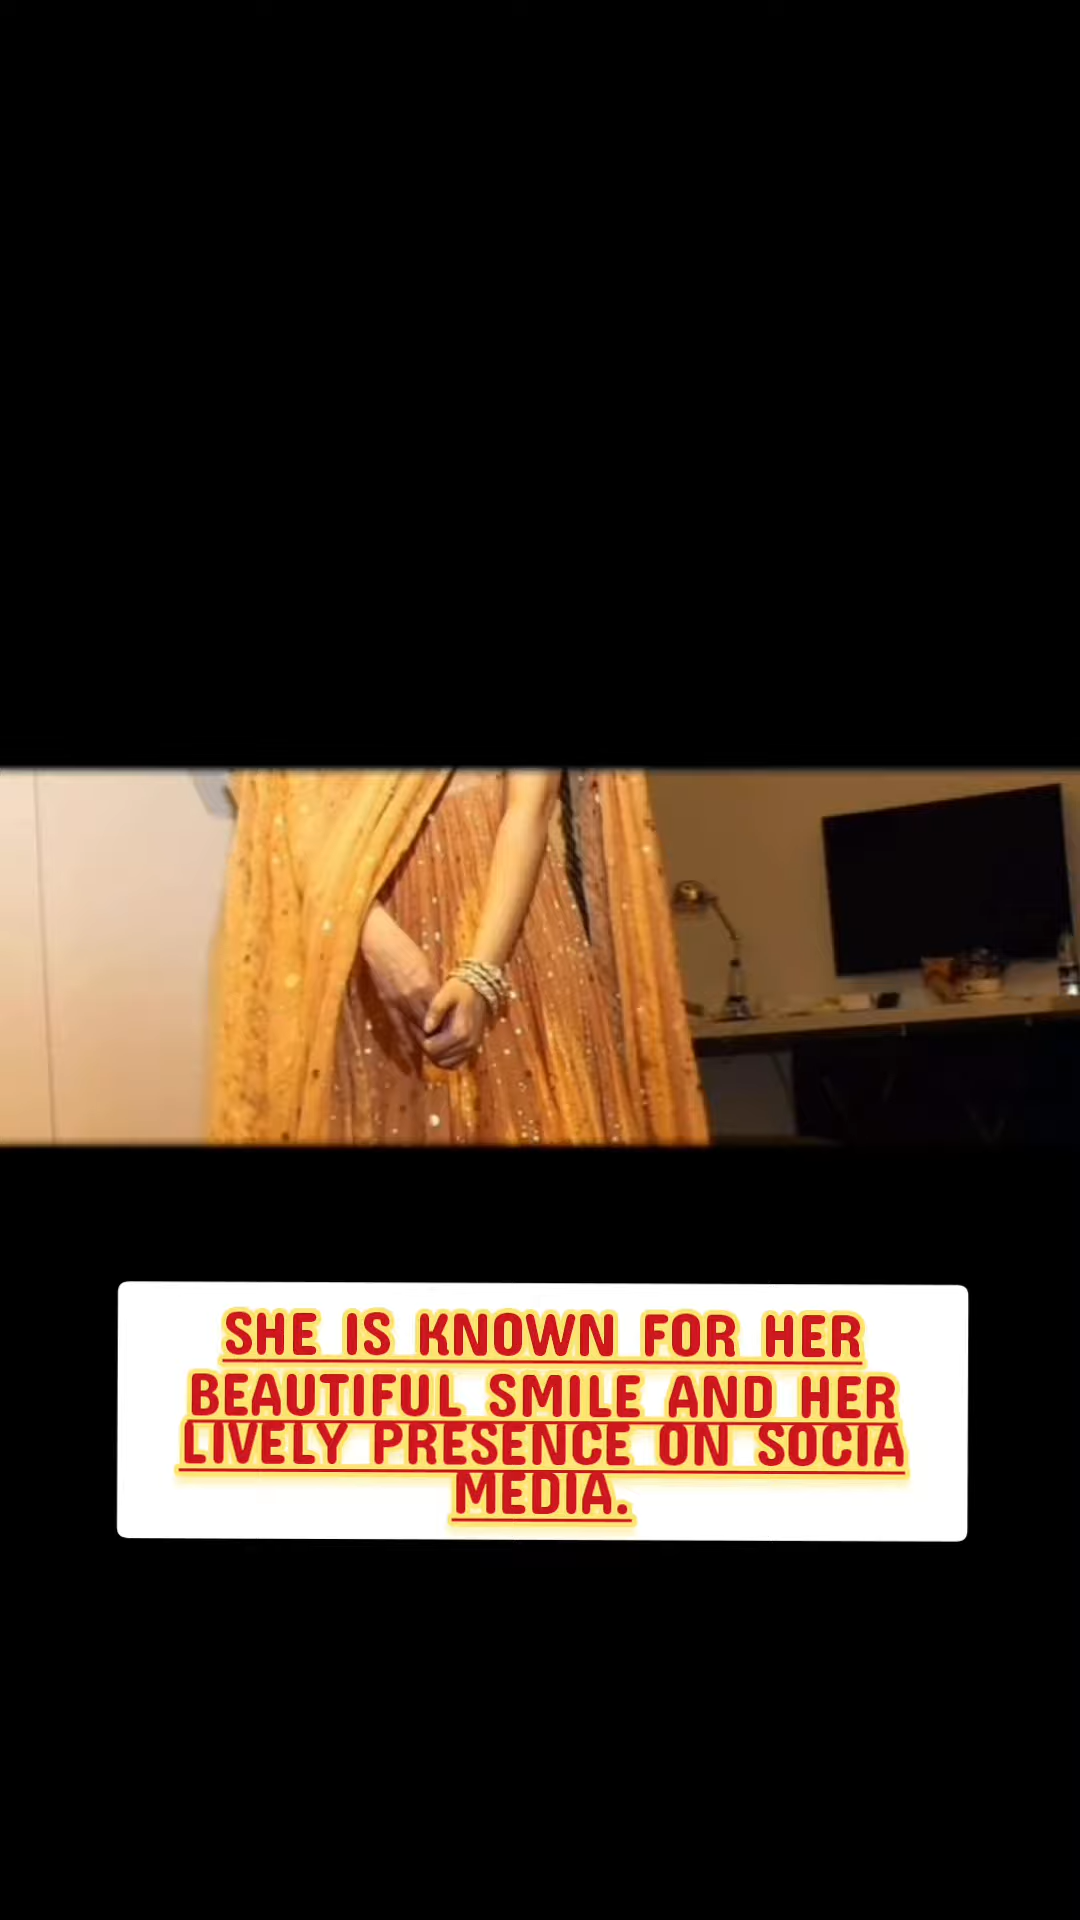 SHE IS KNOWN FOR HER
BEAUTIFUL SMILE AND HER
LIVELY PRESENCE ON SOCIA
MEDIA.